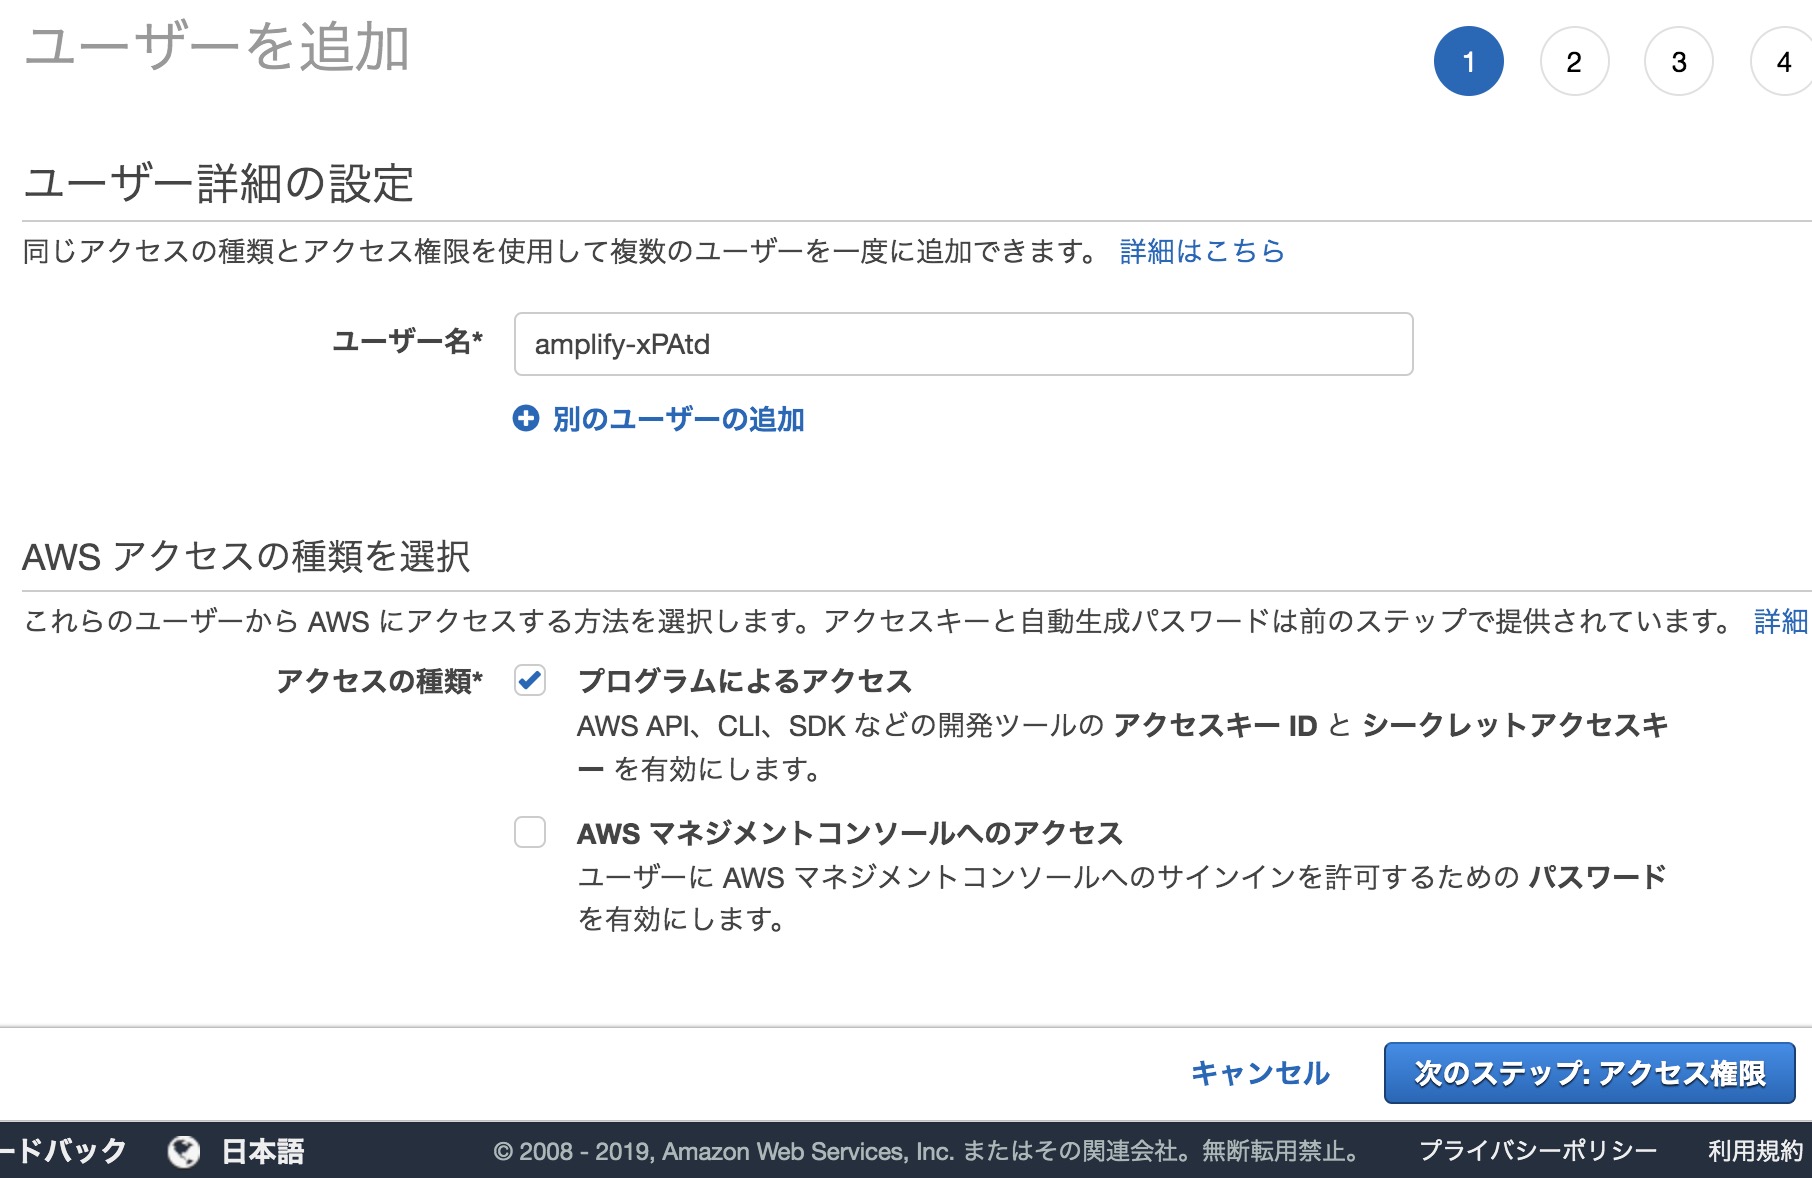 ユーザーを追加
1 2 3 4
ユーザー詳細の設定
同じアクセスの種類とアクセス権限を使用して複数のユーザーを一度に追加できます。 詳細はこちら
ユーザー名* amplify-xPAtd
別のユーザーの追加
AWS アクセスの種類を選択
これらのユーザーから AWS にアクセスする方法を選択します。アクセスキーと自動生成パスワードは前のステップで提供されています。 詳細
アクセスの種類* プログラムによるアクセス
AWS API、CLI、SDK などの開発ツールの アクセスキー ID と シークレットアクセスキ
ー を有効にします。
AWS マネジメントコンソールへのアクセス
ユーザーに AWS マネジメントコンソールへのサインインを許可するための パスワード
を有効にします。
キャンセル 次のステップ: アクセス権限
ードバック 日本語 © 2008 - 2019, Amazon Web Services, Inc. またはその関連会社。無断転用禁止。 プライバシーポリシー 利用規約